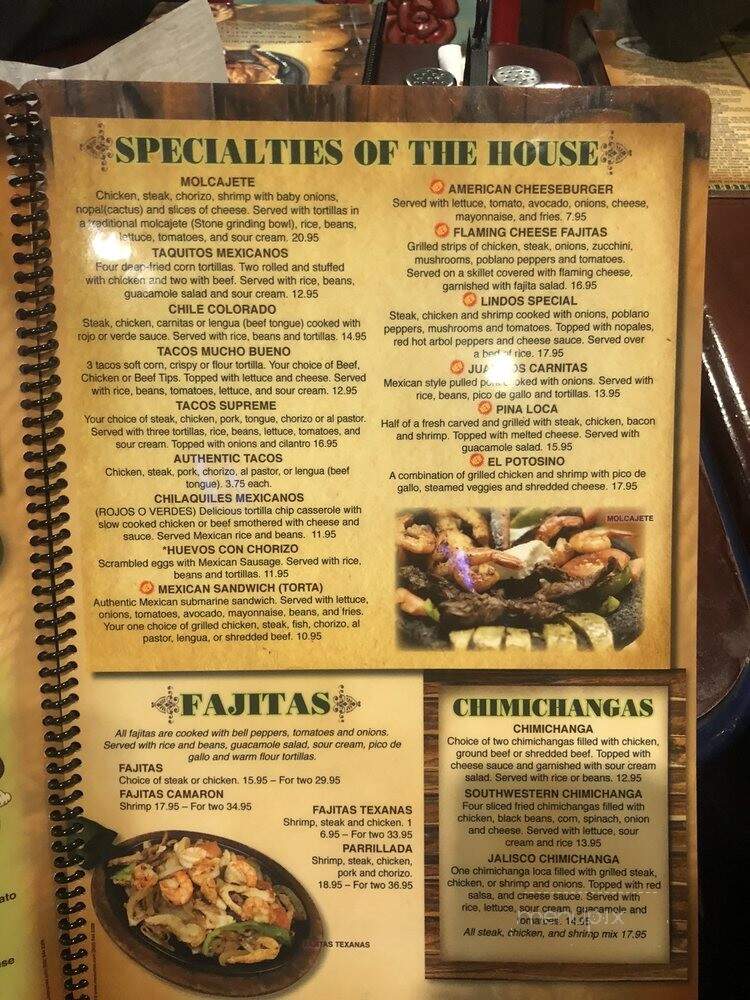 SPECIALTIES OF THE HOUSE
MOLCAJETE
Chicken, steak, chorizo, shrimp with baby onions,
nopal(cactus) and slices of cheese. Served with tortillas in
a traditional molcajete (Stone grinding bowl), rice, beans,
lettuce, tomatoes, and sour cream. 20.95
TAQUITOS MEXICANOS
Four deep-fried corn tortillas. Two rolled and stuffed
with chicken and two with beef. Served with rice, beans,
guacamole salad and sour cream. 12.95
CHILE COLORADO
Steak, chicken, carnitas or lengua (beef tongue) cooked with
rojo or verde sauce. Served with rice, beans and tortillas. 14.95
TACOS MUCHO BUENO
3 tacos soft corn, crispy or flour tortilla. Your choice of Beef,
Chicken or Beef Tips. Topped with lettuce and cheese. Served
with rice, beans, tomatoes, lettuce, and sour cream. 12.95
TACOS SUPREME
Your choice of steak, chicken, pork, tongue, chorizo or al pastor.
Served with three tortillas, rice, beans, lettuce, tomatoes, and
sour cream. Topped with onions and cilantro 16.95
AUTHENTIC TACOS
Chicken, steak, pork, chorizo, al pastor, or lengua (beef
tongue). 3.75 each.
CHILAQUILES MEXICANOS
(ROJOS O VERDES) Delicious tortilla chip casserole with
slow cooked chicken or beef smothered with cheese and
sauce. Served Mexican rice and beans. 11.95
*HUEVOS CON CHORIZO
Scrambled eggs with Mexican Sausage. Served with rice,
beans and tortillas. 11.95
MEXICAN SANDWICH (TORTA)
Authentic Mexican submarine sandwich. Served with lettuce,
onions, tomatoes, avocado, mayonnaise, beans, and fries.
Your one choice of grilled chicken, steak, fish, chorizo, al
pastor, lengua, or shredded beef. 10.95
AMERICAN CHEESEBURGER
Served with lettuce, tomato, avocado, onions, cheese,
mayonnaise, and fries. 7.95
FLAMING CHEESE FAJITAS
Grilled strips of chicken, steak, onions, zucchini,
mushrooms, poblano peppers and tomatoes.
Served on a skillet covered with flaming cheese,
garnished with fajita salad. 16.95
LINDOS SPECIAL
Steak, chicken and shrimp cooked with onions, poblano
peppers, mushrooms and tomatoes. Topped with nopales,
red hot arbol peppers and cheese sauce. Served over
a bed of rice. 17.95
CARNITAS
Mexican style pulled with onions. Served with
rice, beans, pico de gallo and tortillas. 13.95
PINA LOCA
Half of a fresh carved and grilled with steak, chicken, bacon
and shrimp. Topped with melted cheese. Served with
guacamole salad. 15.95
EL POTOSINO
A combination of grilled chicken and shrimp with pico de
gallo, steamed veggies and shredded cheese. 17.95
MOLCAJETE
FAJITAS
All fajitas are cooked with bell peppers, tomatoes and onions.
Served with rice and beans, guacamole salad, sour cream, pico de
gallo and warm flour tortillas.
FAJITAS
Choice of steak or chicken. 15.95 – For two 29.95
FAJITAS CAMARON
Shrimp 17.95 – For two 34.95
FAJITAS TEXANAS
Shrimp, steak and chicken. 1
6.95 – For two 33.95
PARRILLADA
Shrimp, steak, chicken,
pork and chorizo.
18.95 – For two 36.95
FAJITAS TEXANAS
CHIMICHANGAS
CHIMICHANGA
Choice of two chimichangas filled with chicken,
ground beef or shredded beef. Topped with
cheese sauce and garnished with sour cream
salad. Served with rice or beans. 12.95
SOUTHWESTERN CHIMICHANGA
Four sliced fried chimichangas filled with
chicken, black beans, corn, spinach, onion
and cheese. Served with lettuce, sour
cream and rice 13.95
JALISCO CHIMICHANGA
One chimichanga loca filled with grilled steak,
chicken, or shrimp and onions. Topped with red
salsa, and cheese sauce. Served with
rice, lettuce, sour cream, guacamole and
tomatoes. 14.95
All steak, chicken, and shrimp mix 17.95
menupix